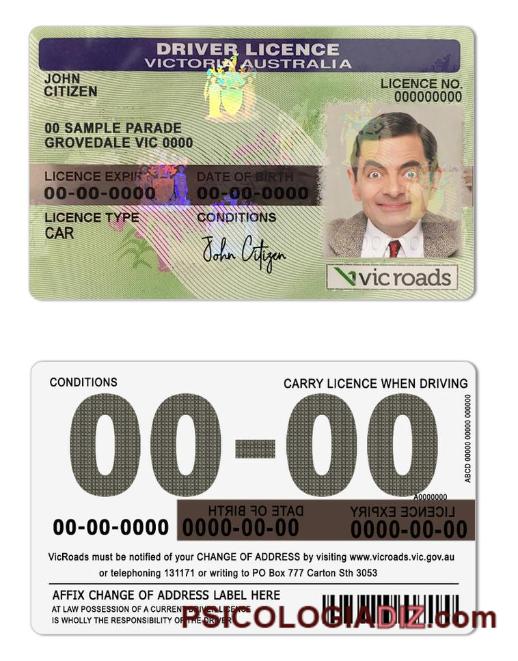 DRIVER LICENCE
VICTORIA AUSTRALIA
JOHN
CITIZEN
LICENCE NO.
000000000
00 SAMPLE PARADE
GROVEDALE VIC 0000
LICENCE EXPIRY DATE OF BIRTH
00-00-0000 00-00-0000
LICENCE TYPE CONDITIONS
CAR
John Citizen
vic roads
CONDITIONS CARRY LICENCE WHEN DRIVING
00-00
ABCD 00000 00000 000000
A0000000
DATE OF BIRTH LICENCE EXPIRY
00-00-0000 00-00-0000 00-00-0000
VicRoads must be notified of your CHANGE OF ADDRESS by visiting www.vicroads.vic.gov.au
or telephoning 131171 or writing to PO Box 777 Carton Sth 3053
AFFIX CHANGE OF ADDRESS LABEL HERE
AT LAW POSSESSION OF A CURRENT DRIVER LICENCE
IS WHOLLY THE RESPONSIBILITY OF THE DRIVER
PSICOLOGIADIZ.com